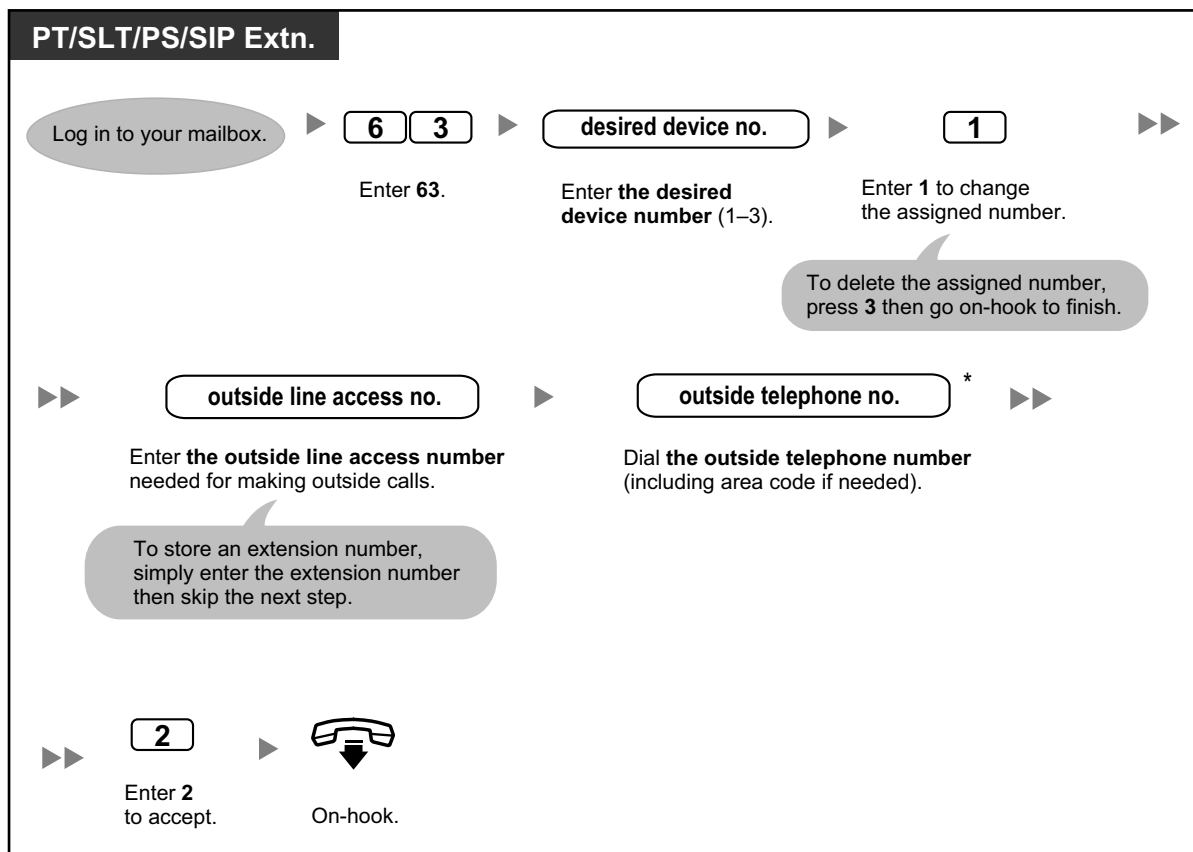 PT/SLT/PS/SIP Extn.
Log in to your mailbox.
6 3
Enter 63.
desired device no.
Enter the desired
device number (1–3).
1
Enter 1 to change
the assigned number.
To delete the assigned number,
press 3 then go on-hook to finish.
outside line access no.
Enter the outside line access number
needed for making outside calls.
To store an extension number,
simply enter the extension number
then skip the next step.
outside telephone no. *
Dial the outside telephone number
(including area code if needed).
2
Enter 2
to accept.
On-hook.